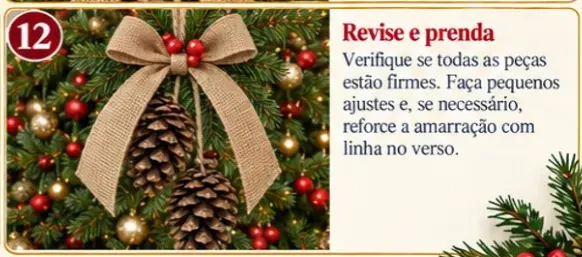 12
Revise e prenda
Verifique se todas as peças
estão firmes. Faça pequenos
ajustes e, se necessário,
reforce a amarração com
linha no verso.